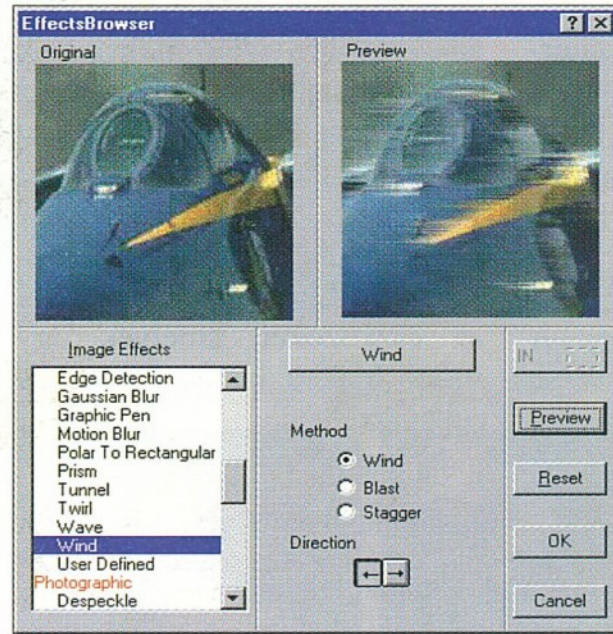 EffectsBrowser
Original
Preview
Image Effects
Edge Detection
Gaussian Blur
Graphic Pen
Motion Blur
Polar To Rectangular
Prism
Tunnel
Twirl
Wave
Wind
User Defined
Photographic
Despeckle
Wind
Method
Wind
Blast
Stagger
Direction
IN
Preview
Reset
OK
Cancel